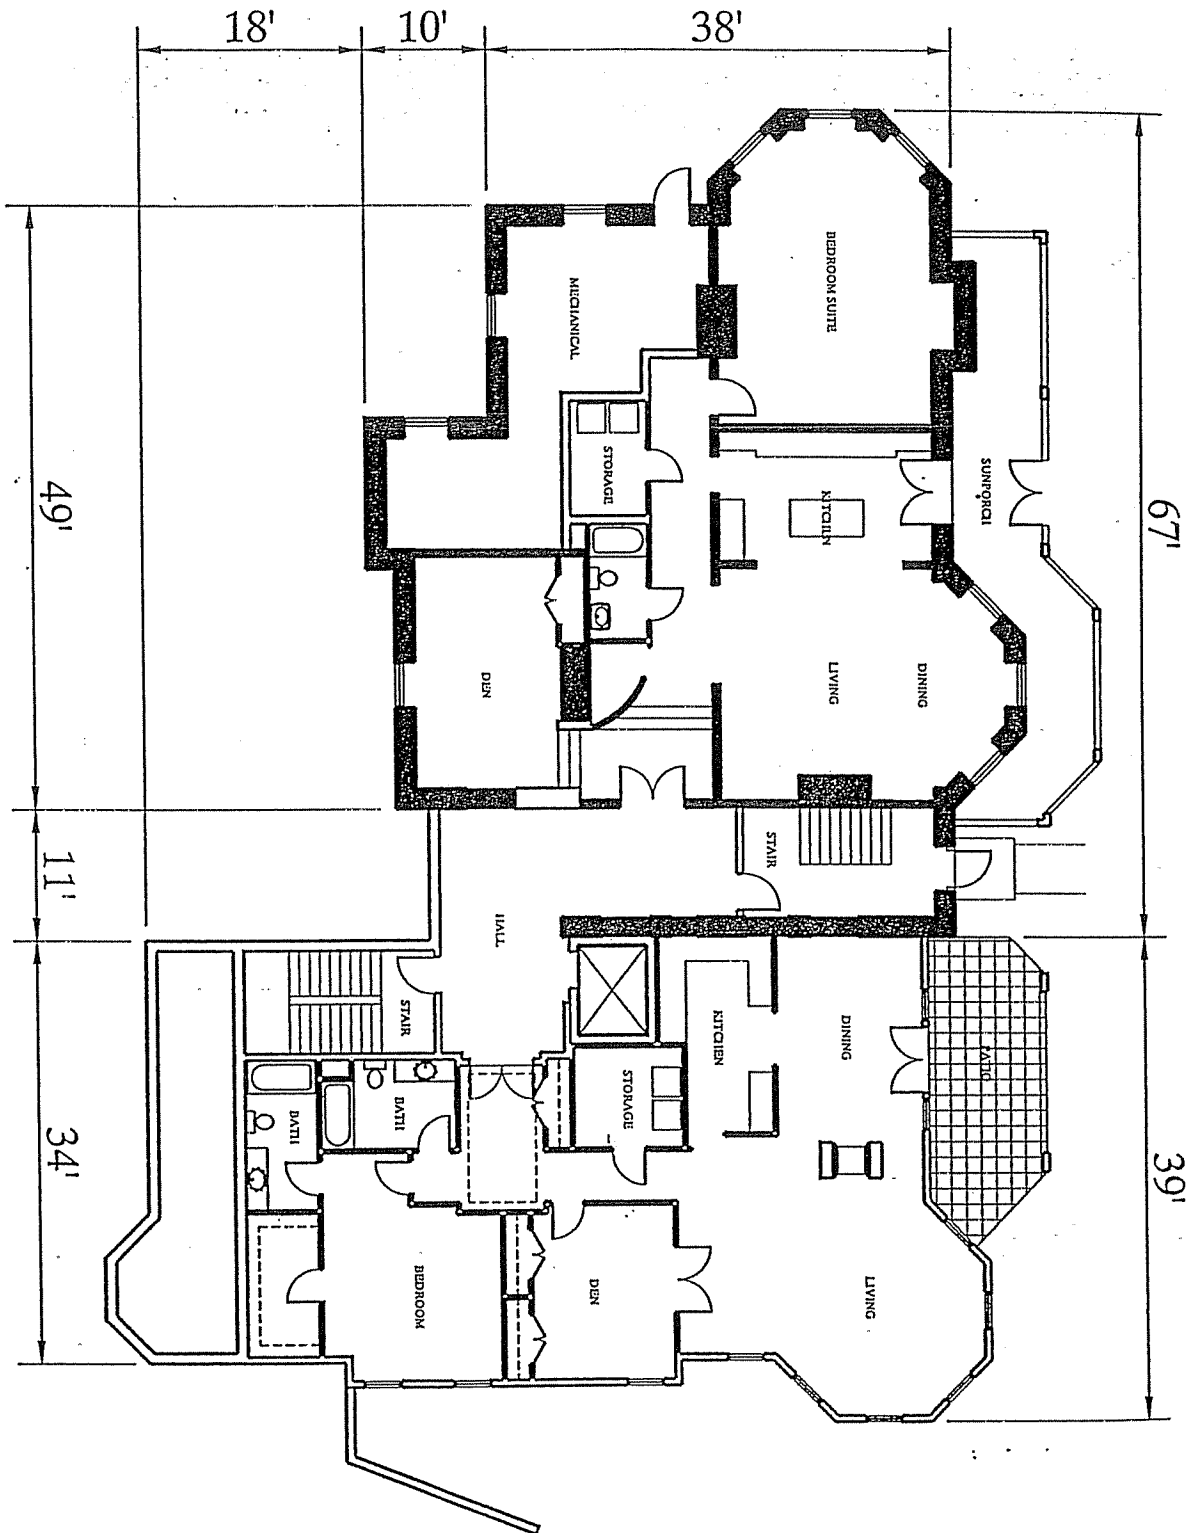 18'
10'
38'
67'
49'
11'
34'
39'
BEDROOM SUITE
MECHANICAL
STORAGE
KITCHEN
SUNPORCH
DEN
LIVING
DINING
STAIR
HALL
STAIR
KITCHEN
DINING
PATIO
STORAGE
BATH
BATH
BEDROOM
DEN
LIVING